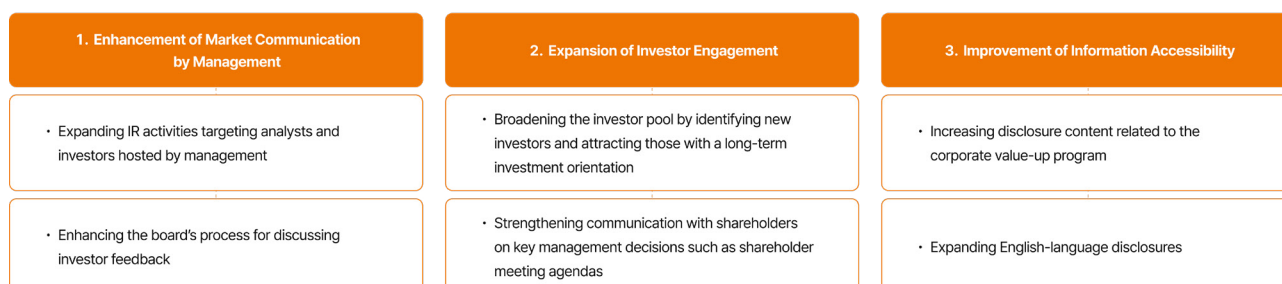 1. Enhancement of Market Communication
by Management
• Expanding IR activities targeting analysts and
investors hosted by management
• Enhancing the board’s process for discussing
investor feedback
2. Expansion of Investor Engagement
• Broadening the investor pool by identifying new
investors and attracting those with a long-term
investment orientation
• Strengthening communication with shareholders
on key management decisions such as shareholder
meeting agendas
3. Improvement of Information Accessibility
• Increasing disclosure content related to the
corporate value-up program
• Expanding English-language disclosures